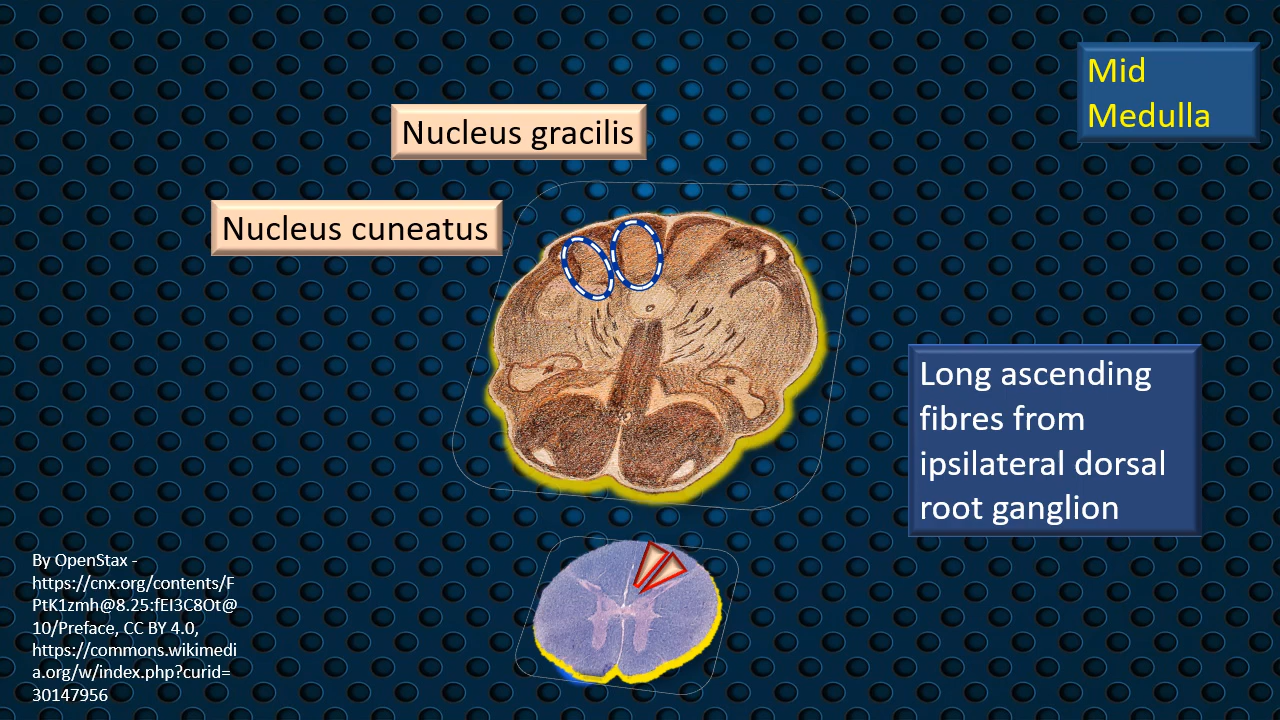 Mid
Medulla
Nucleus gracilis
Nucleus cuneatus
Long ascending
fibres from
ipsilateral dorsal
root ganglion
By OpenStax -
https://cnx.org/contents/F
PtK1zmh@8.25:fEI3C8Ot@
10/Preface, CC BY 4.0,
https://commons.wikimedi
a.org/w/index.php?curid=
30147956